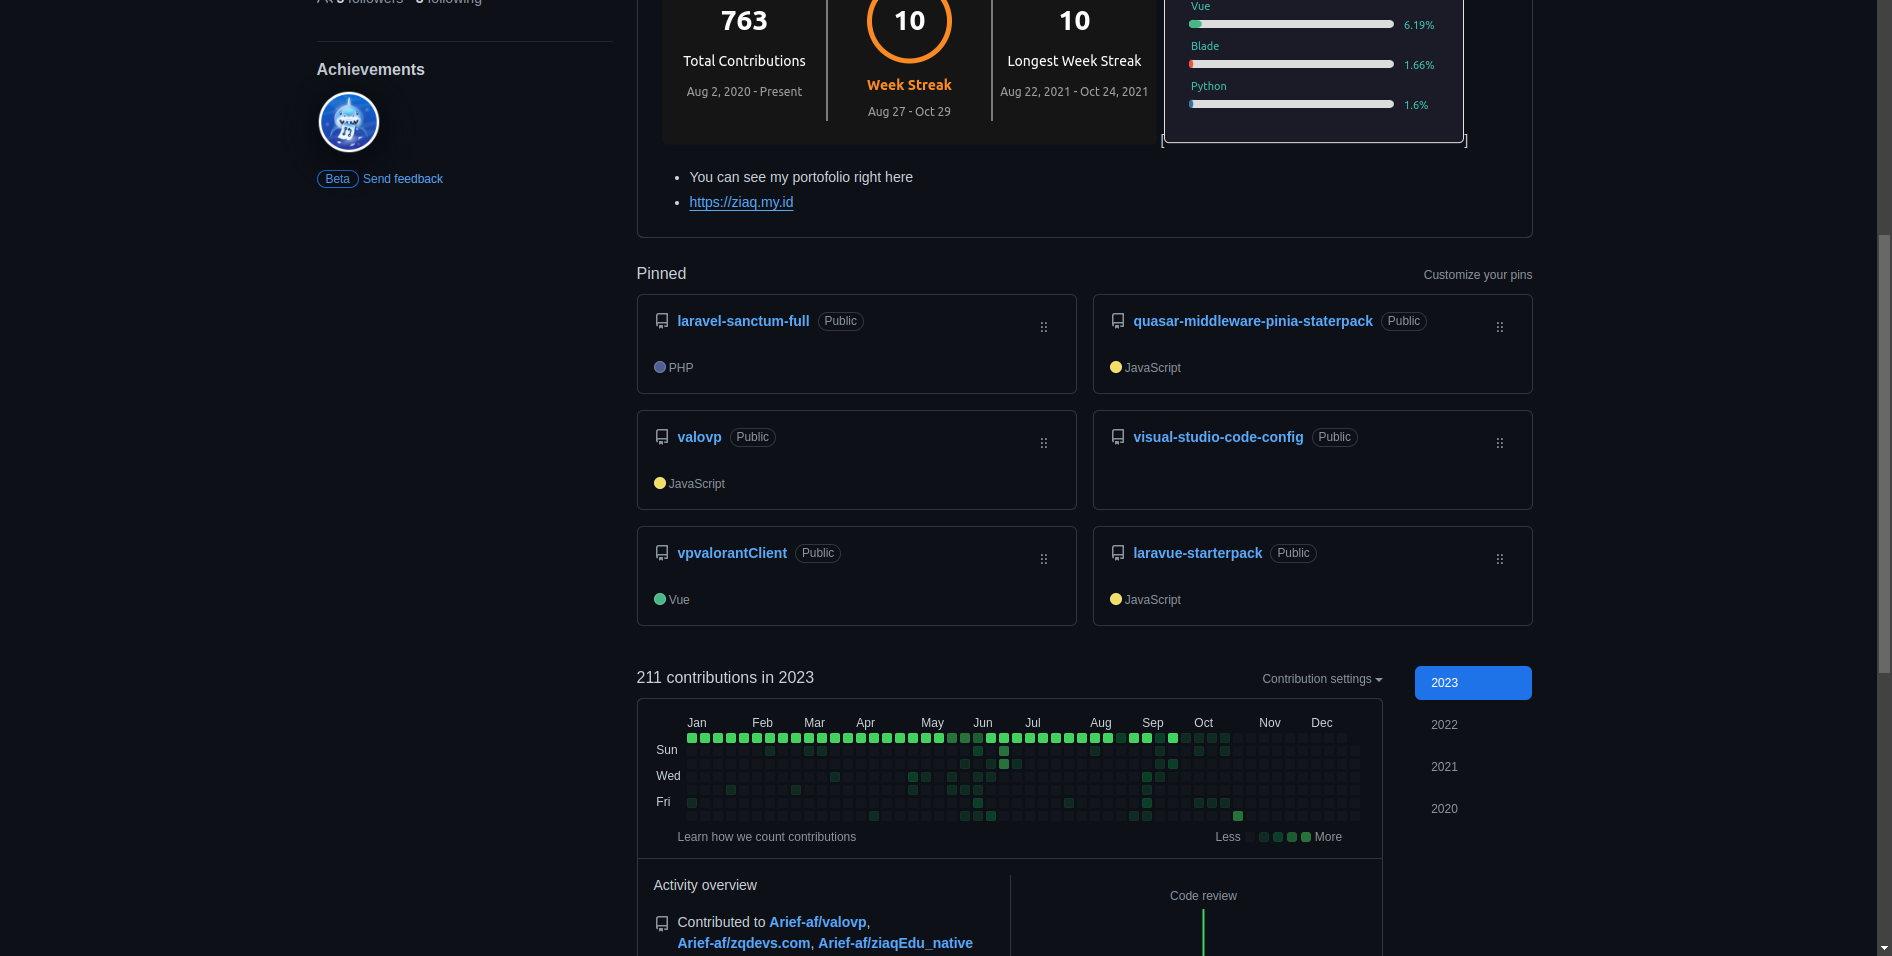 5 followers · 8 following
Achievements
Beta Send feedback
763
Total Contributions
Aug 2, 2020 - Present
10
Week Streak
Aug 27 - Oct 29
10
Longest Week Streak
Aug 22, 2021 - Oct 24, 2021
Vue
6.19%
Blade
1.66%
Python
1.6%
[ ]
You can see my portofolio right here
https://ziaq.my.id
Pinned
Customize your pins
laravel-sanctum-full Public
PHP
quasar-middleware-pinia-staterpack Public
JavaScript
valovp Public
JavaScript
visual-studio-code-config Public
vpvalorantClient Public
Vue
laravue-starterpack Public
JavaScript
211 contributions in 2023
Contribution settings
2023
2022
2021
2020
Jan Feb Mar Apr May Jun Jul Aug Sep Oct Nov Dec
Sun
Wed
Fri
Learn how we count contributions
Less More
Activity overview
Contributed to Arief-af/valovp,
Arief-af/zqdevs.com, Arief-af/ziaqEdu_native
Code review